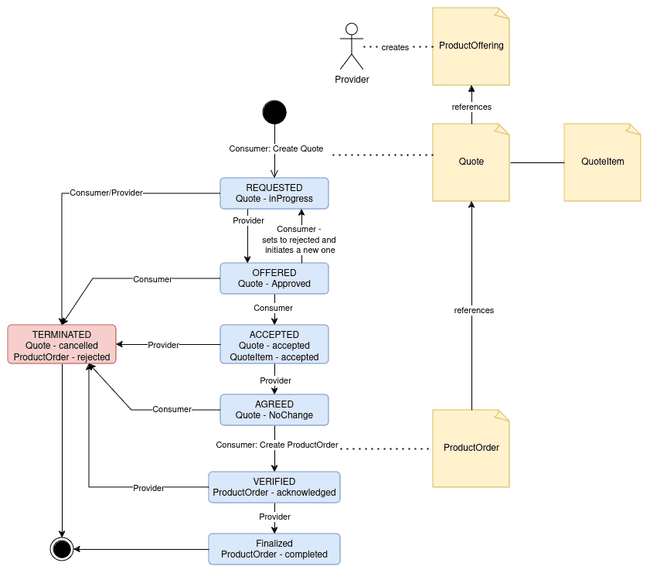 ProductOffering
creates
Provider
references
Consumer: Create Quote
Quote
QuoteItem
REQUESTED
Quote - inProgress
Consumer/Provider
Provider
Consumer -
sets to rejected and
initiates a new one
OFFERED
Quote - Approved
Consumer
Consumer
references
TERMINATED
Quote - cancelled
ProductOrder - rejected
Provider
ACCEPTED
Quote - accepted
QuoteItem - accepted
Provider
AGREED
Quote - NoChange
Consumer
Consumer: Create ProductOrder
ProductOrder
VERIFIED
ProductOrder - acknowledged
Provider
Provider
Finalized
ProductOrder - completed